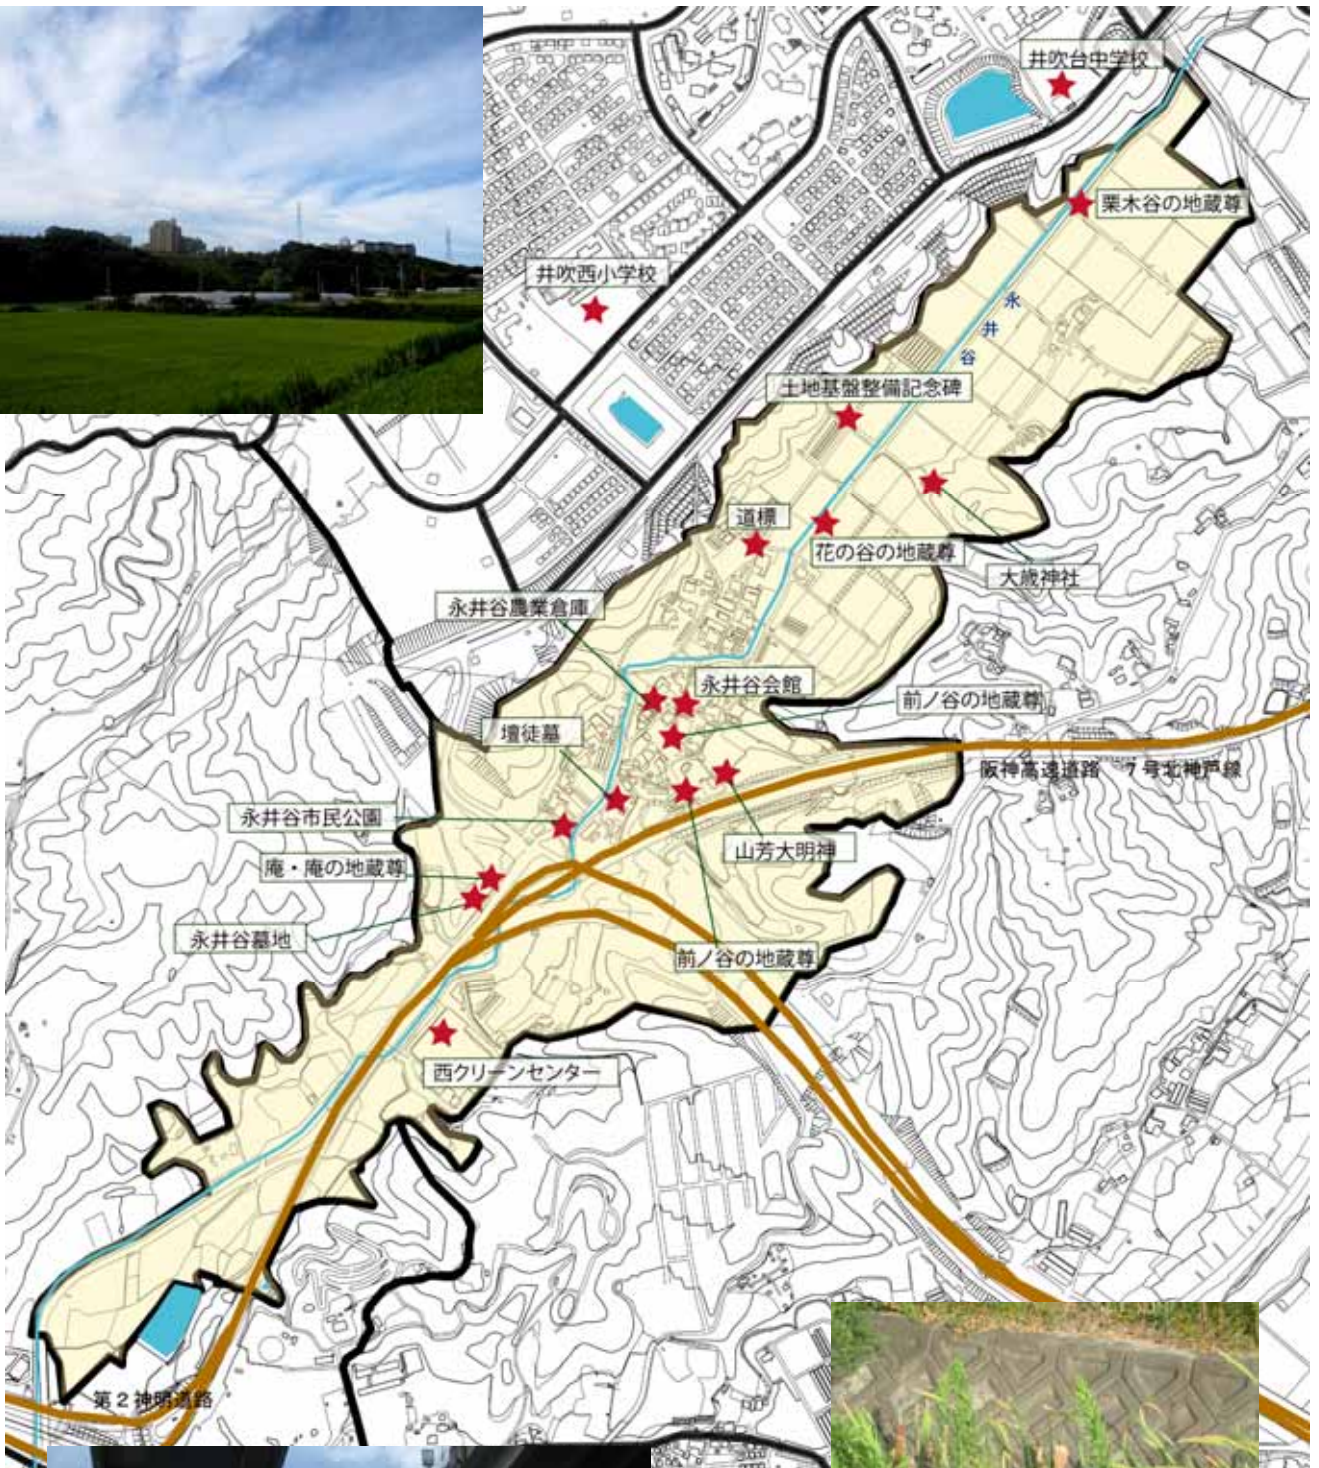 井吹台中学校
栗木谷の地蔵尊
井吹西小学校
永井谷
土地基盤整備記念碑
道標
花の谷の地蔵尊
大歳神社
永井谷農業倉庫
永井谷会館
前ノ谷の地蔵尊
壇徒墓
阪神高速道路 7号北神戸線
永井谷市民公園
山芳大明神
庵・庵の地蔵尊
永井谷墓地
前ノ谷の地蔵尊
西クリーンセンター
第2神明道路